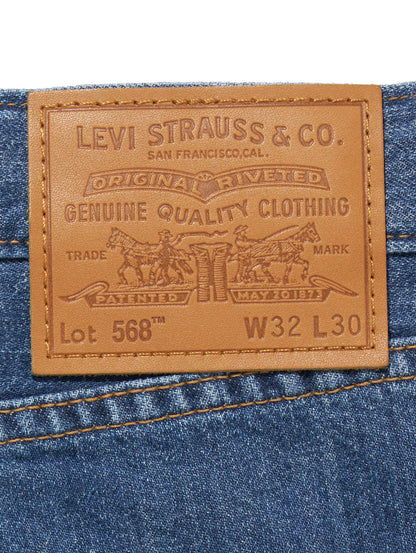 LEVI STRAUSS & CO.
SAN FRANCISCO, CAL.
ORIGINAL RIVETED
GENUINE QUALITY CLOTHING
TRADE MARK
PATENTED MAY 20 1873
Lot 568™ W32 L30